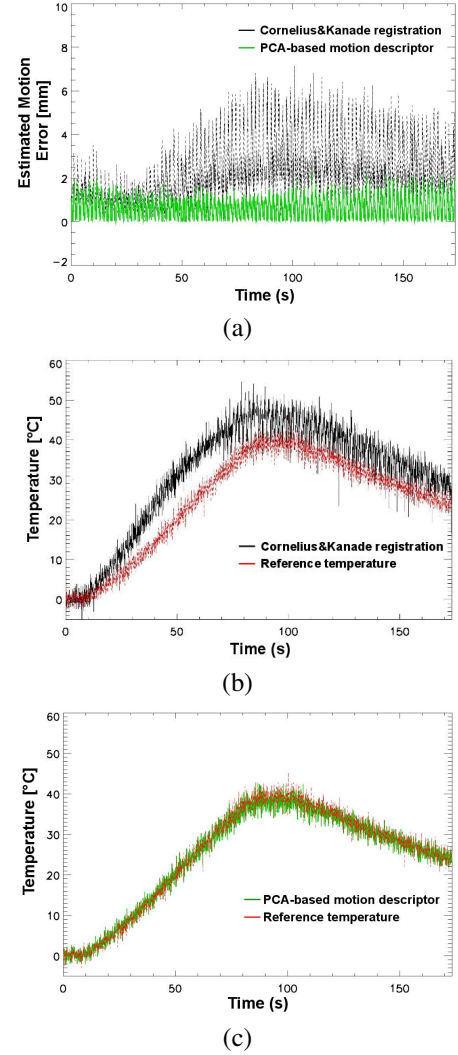 10
Cornelius&Kanade registration
PCA-based motion descriptor
8
6
4
2
0
−2
Estimated Motion
Error [mm]
0 50 100 150
Time (s)
(a)
60
50
40
30
20
10
0
Temperature [°C]
Cornelius&Kanade registration
Reference temperature
0 50 100 150
Time (s)
(b)
60
50
40
30
20
10
0
Temperature [°C]
PCA-based motion descriptor
Reference temperature
0 50 100 150
Time (s)
(c)